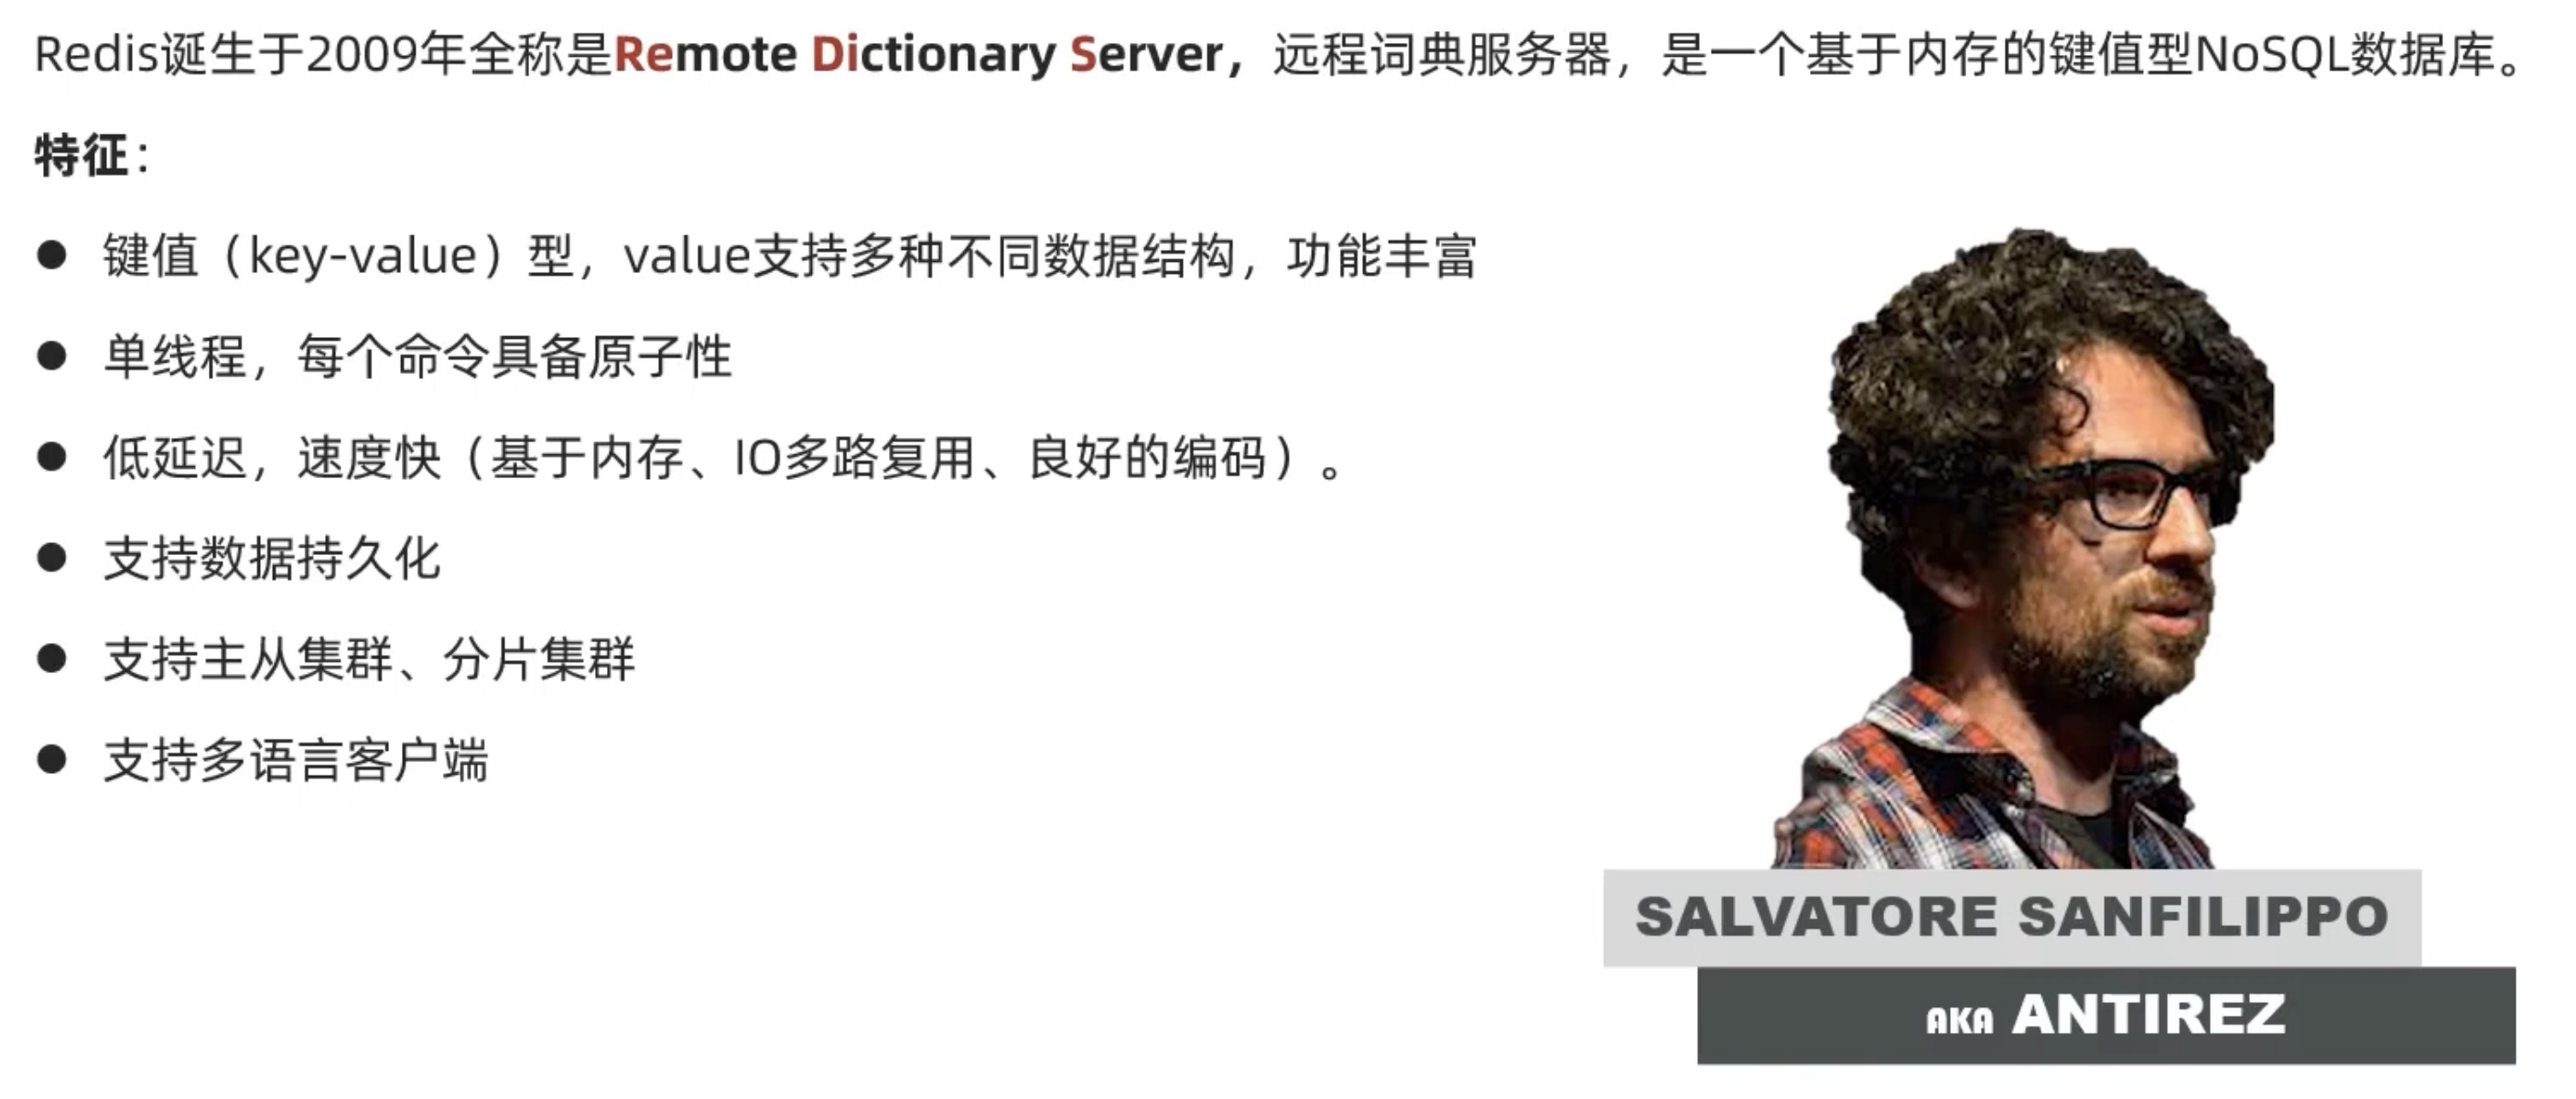 Redis诞生于2009年全称是Remote Dictionary Server，远程词典服务器，是一个基于内存的键值型NoSQL数据库。
特征：
● 键值（key-value）型，value支持多种不同数据结构，功能丰富
● 单线程，每个命令具备原子性
● 低延迟，速度快（基于内存、IO多路复用、良好的编码）。
● 支持数据持久化
● 支持主从集群、分片集群
● 支持多语言客户端
SALVATORE SANFILIPPO
AKA ANTIREZ